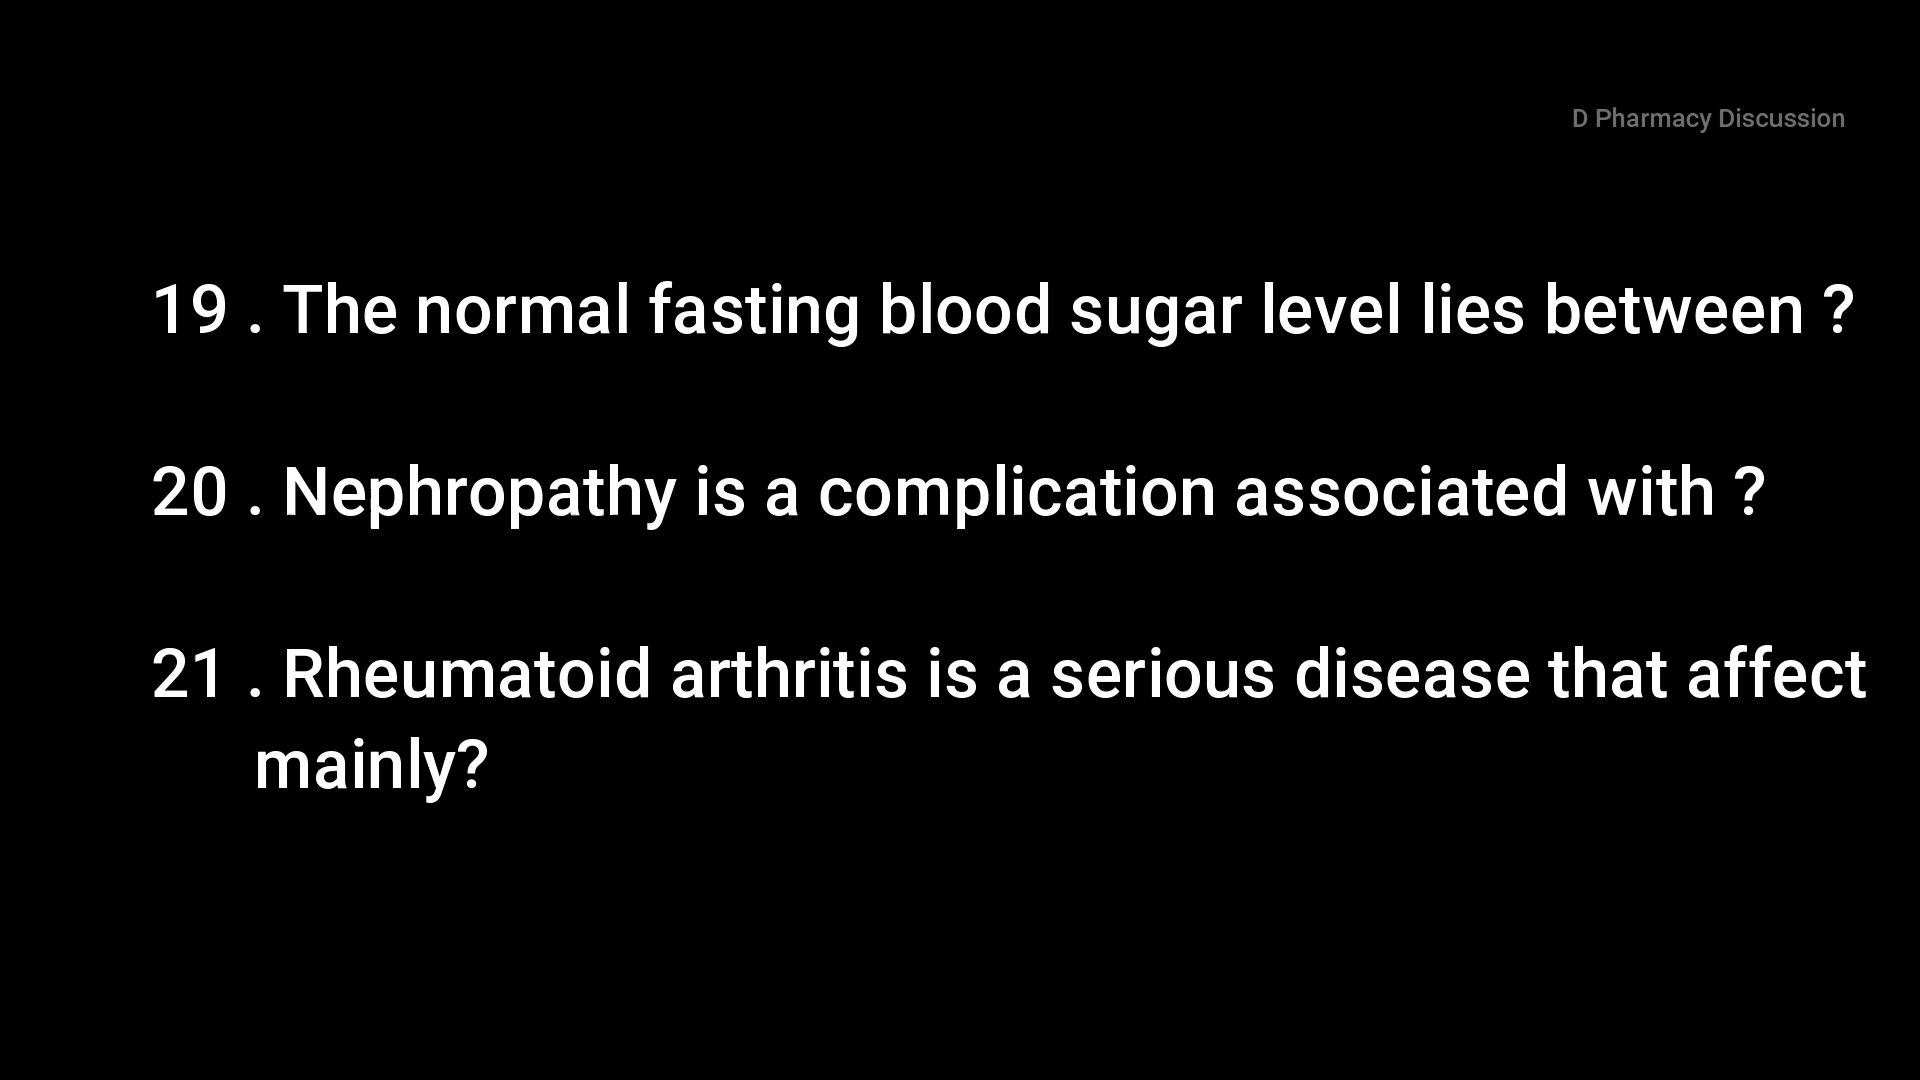 D Pharmacy Discussion
19 . The normal fasting blood sugar level lies between ?
20 . Nephropathy is a complication associated with ?
21 . Rheumatoid arthritis is a serious disease that affect
mainly?